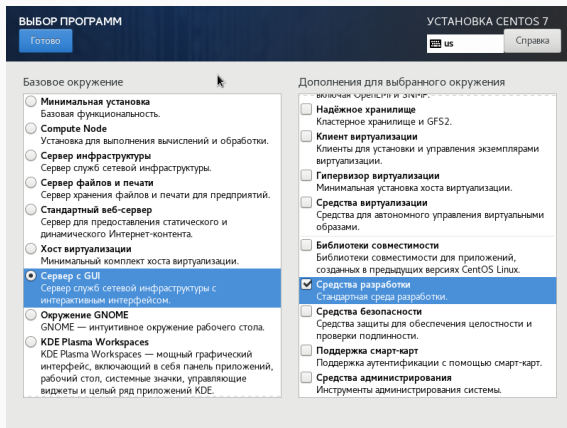 ВЫБОР ПРОГРАММ
УСТАНОВКА CENTOS 7
Готово
us
Справка
Базовое окружение
Минимальная установка
Базовая функциональность.
Compute Node
Установка для выполнения вычислений и обработки.
Сервер инфраструктуры
Сервер служб сетевой инфраструктуры.
Сервер файлов и печати
Сервер хранения файлов и печати для предприятий.
Стандартный веб-сервер
Сервер для предоставления статического и
динамического Интернет-контента.
Хост виртуализации
Минимальный комплект хоста виртуализации.
Сервер с GUI
Сервер служб сетевой инфраструктуры с
интерактивным интерфейсом.
Окружение GNOME
GNOME — интуитивное окружение рабочего стола.
KDE Plasma Workspaces
KDE Plasma Workspaces — мощный графический
интерфейс, включающий в себя панель приложений,
рабочий стол, системные значки, управляющие
виджеты и целый ряд приложений KDE.
Дополнения для выбранного окружения
включая OpenLMI и SNMP.
Надёжное хранилище
Кластерное хранилище и GFS2.
Клиент виртуализации
Клиенты для установки и управления экземплярами
виртуализации.
Гипервизор виртуализации
Минимальная установка хоста виртуализации.
Средства виртуализации
Средства для автономного управления виртуальными
образами.
Библиотеки совместимости
Библиотеки совместимости для приложений,
созданных в предыдущих версиях CentOS Linux.
Средства разработки
Стандартная среда разработки.
Средства безопасности
Средства защиты для обеспечения целостности и
проверки подлинности.
Поддержка смарт-карт
Поддержка аутентификации с помощью смарт-карт.
Средства администрирования
Инструменты администрирования системы.